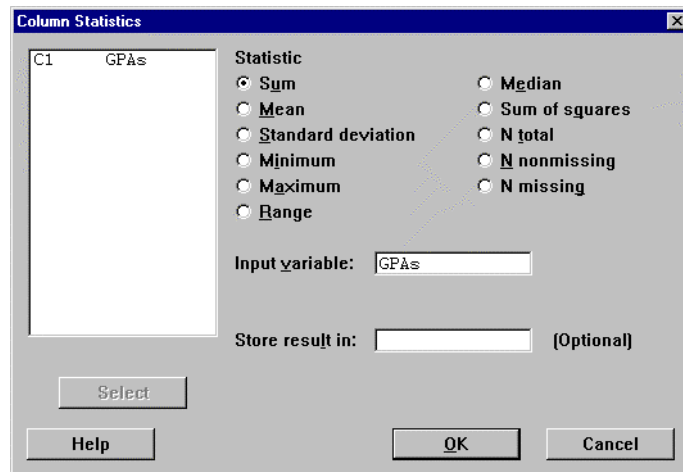 Column Statistics
C1 GPAs
Statistic
Sum
Mean
Standard deviation
Minimum
Maximum
Range
Median
Sum of squares
N total
N nonmissing
N missing
Input variable: GPAs
Store result in: (Optional)
Select
Help OK Cancel